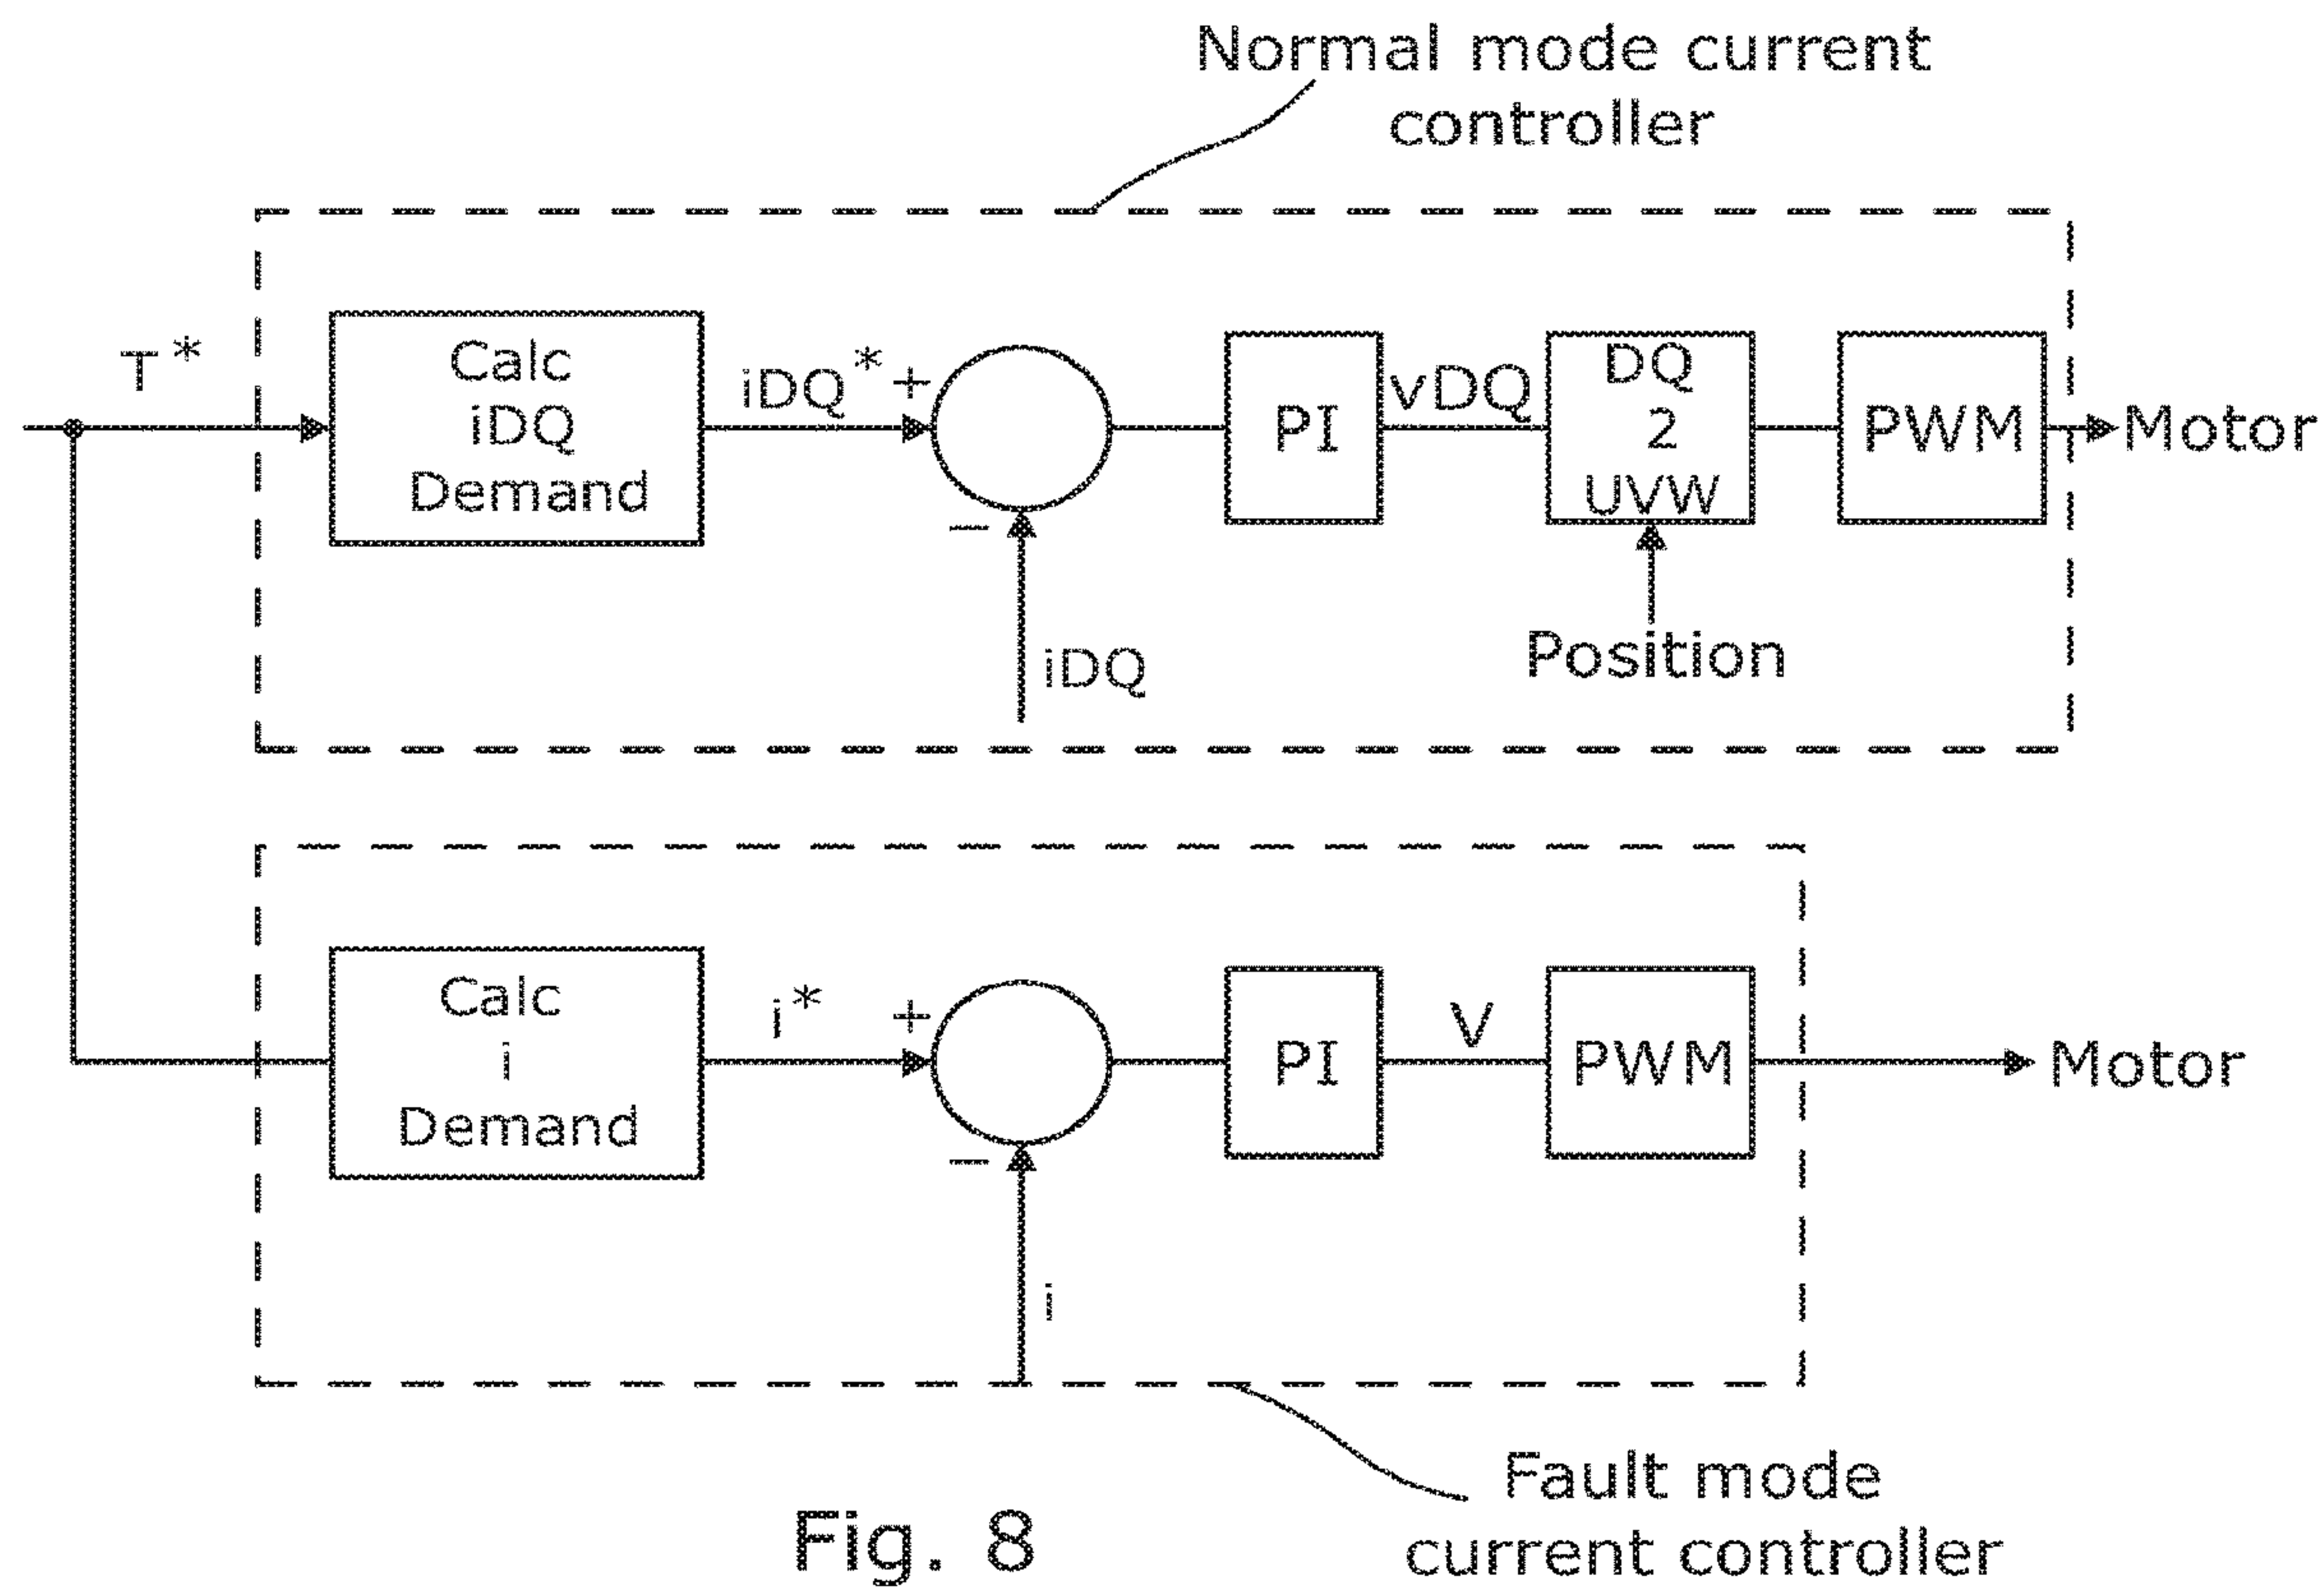 Normal mode current
controller
T*
Calc
iDQ
Demand
iDQ* +
−
iDQ
PI
vDQ
DQ
2
UVW
Position
PWM
Motor
Calc
i
Demand
i* +
−
i
PI
V
PWM
Motor
Fault mode
current controller
Fig. 8